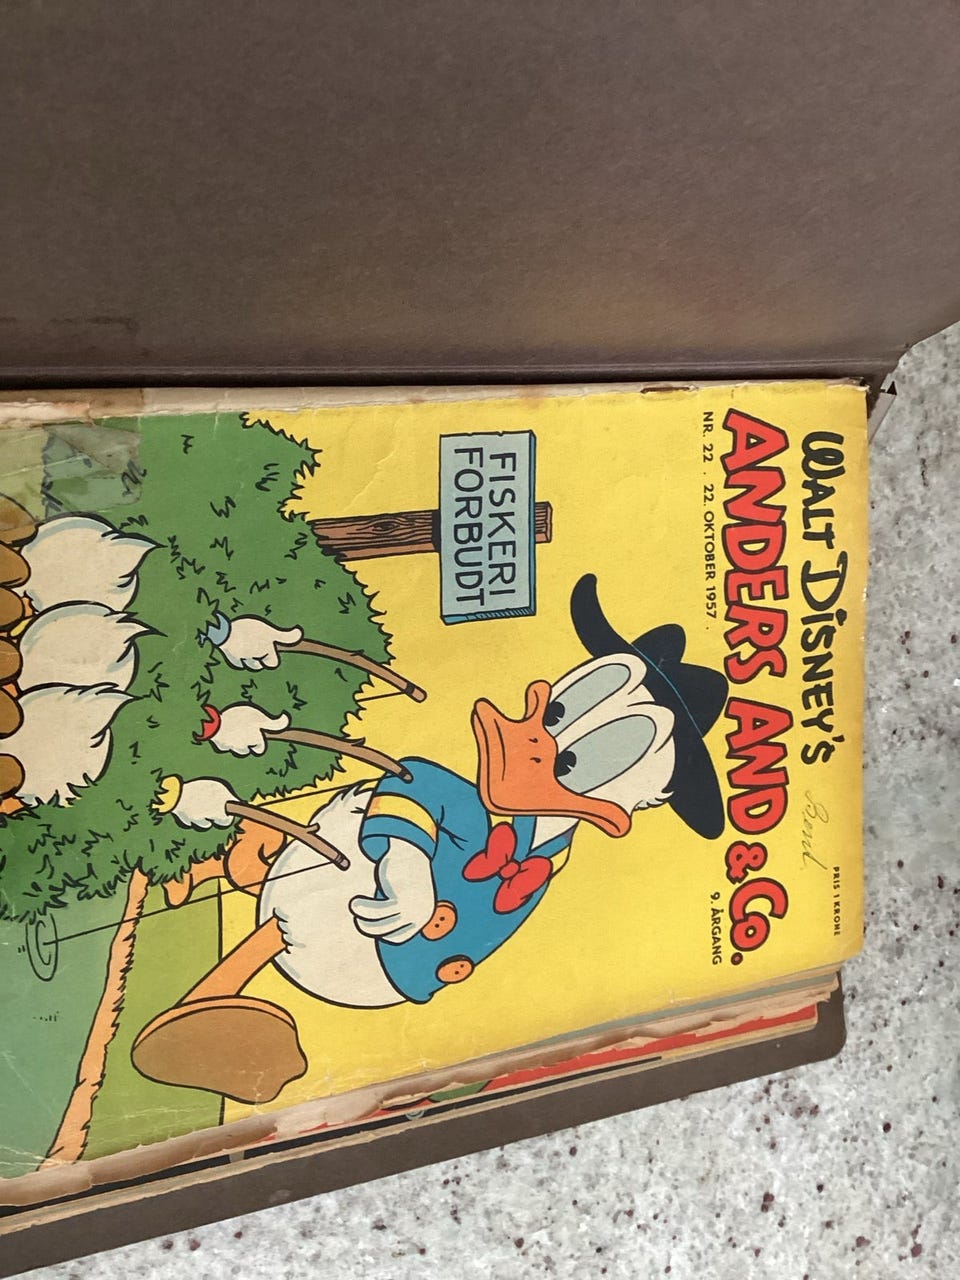 WALT DISNEY'S
PRIS 1 KRONE
ANDERS AND & Co.
NR. 22 . 22. OKTOBER 1957 .
9. ÅRGANG
FISKERI
FORBUDT